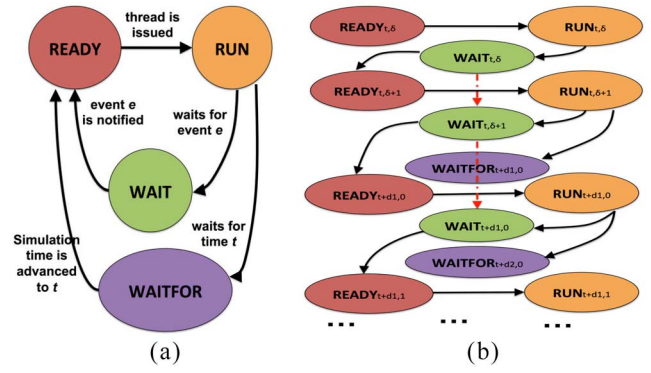 thread is
issued
READY
RUN
event e
is notified
waits for
event e
WAIT
waits for
time t
Simulation
time is
advanced
to t
WAITFOR
(a)
READYt,δ
RUNt,δ
WAITt,δ
READYt,δ+1
RUNt,δ+1
WAITt,δ+1
WAITFORt+d1,0
READYt+d1,0
RUNt+d1,0
WAITt+d1,0
WAITFORt+d2,0
READYt+d1,1
RUNt+d1,1
... ... ...
(b)